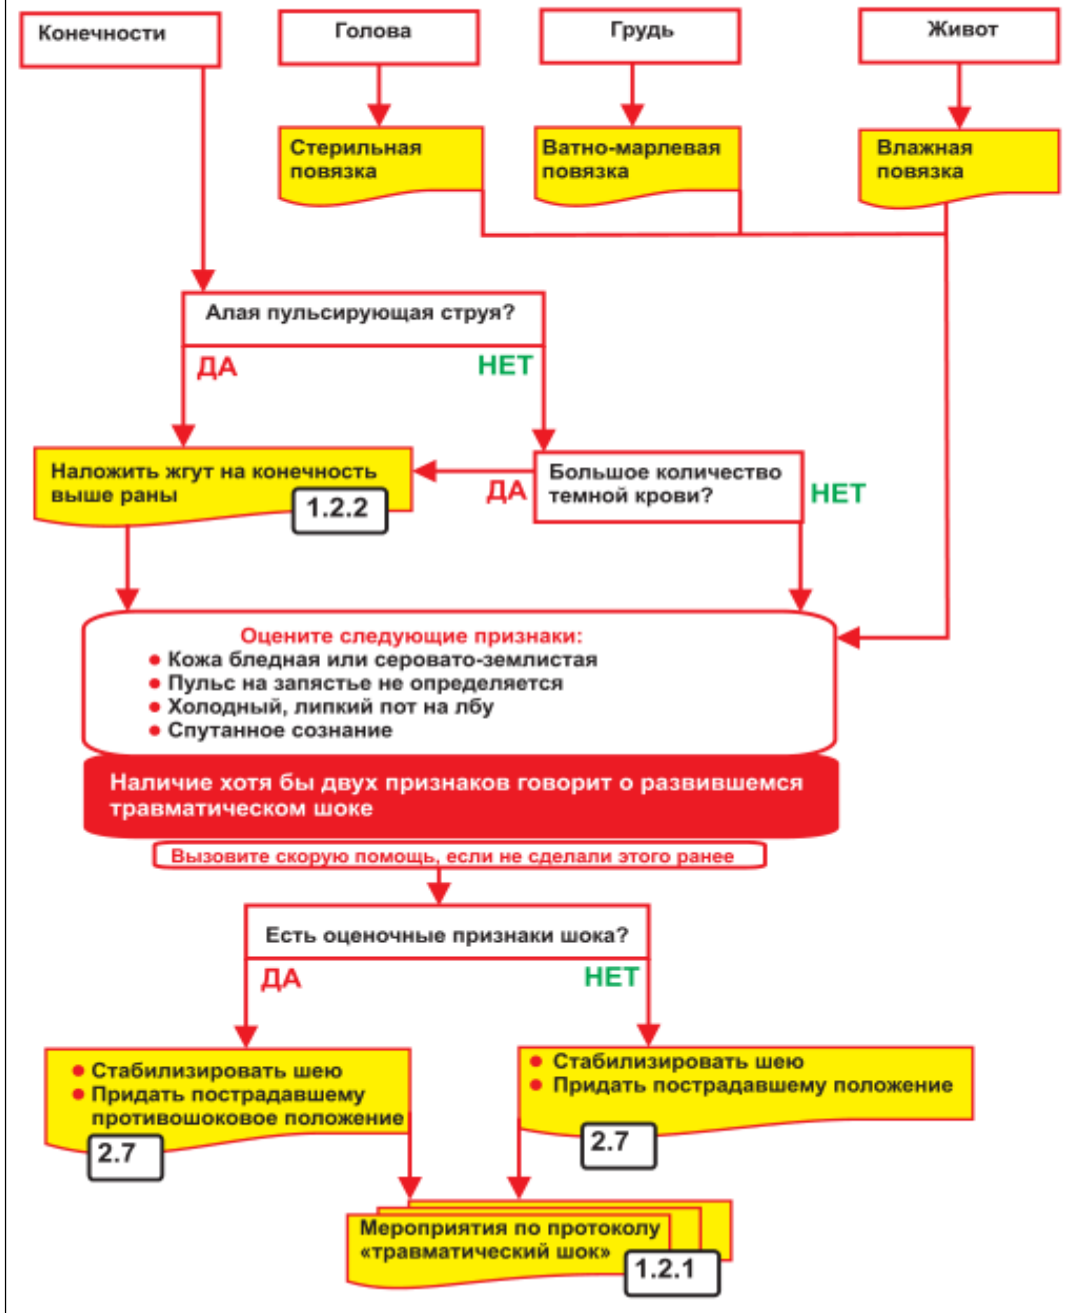 Конечности
Голова
Грудь
Живот
Стерильная
повязка
Ватно-марлевая
повязка
Влажная
повязка
Алая пульсирующая струя?
ДА
НЕТ
Наложить жгут на конечность
выше раны
1.2.2
ДА
Большое количество
темной крови?
НЕТ
Оцените следующие признаки:
Кожа бледная или серовато-землистая
Пульс на запястье не определяется
Холодный, липкий пот на лбу
Спутанное сознание
Наличие хотя бы двух признаков говорит о развившемся
травматическом шоке
Вызовите скорую помощь, если не сделали этого ранее
Есть оценочные признаки шока?
ДА
НЕТ
Стабилизировать шею
Придать пострадавшему
противошоковое положение
2.7
Стабилизировать шею
Придать пострадавшему положение
2.7
Мероприятия по протоколу
«травматический шок»
1.2.1